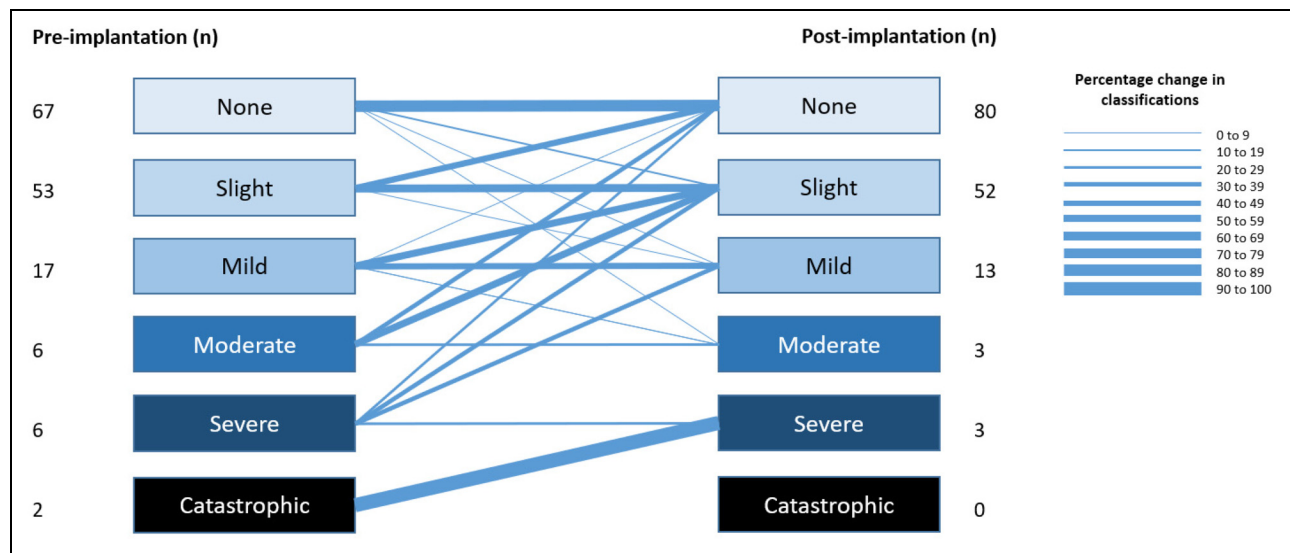 Pre-implantation (n)
Post-implantation (n)
67
None
None
80
53
Slight
Slight
52
17
Mild
Mild
13
6
Moderate
Moderate
3
6
Severe
Severe
3
2
Catastrophic
Catastrophic
0
Percentage change in
classifications
0 to 9
10 to 19
20 to 29
30 to 39
40 to 49
50 to 59
60 to 69
70 to 79
80 to 89
90 to 100